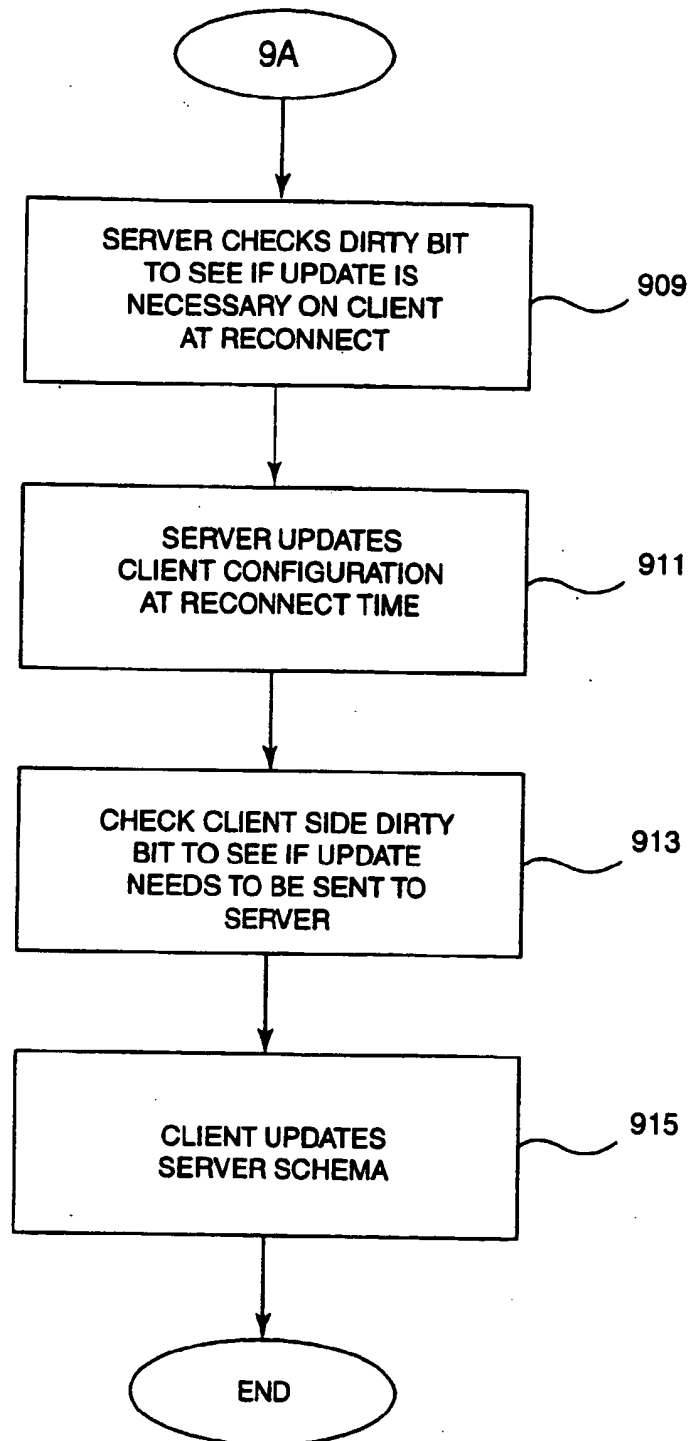 9A
SERVER CHECKS DIRTY BIT
TO SEE IF UPDATE IS
NECESSARY ON CLIENT
AT RECONNECT
909
SERVER UPDATES
CLIENT CONFIGURATION
AT RECONNECT TIME
911
CHECK CLIENT SIDE DIRTY
BIT TO SEE IF UPDATE
NEEDS TO BE SENT TO
SERVER
913
CLIENT UPDATES
SERVER SCHEMA
915
END